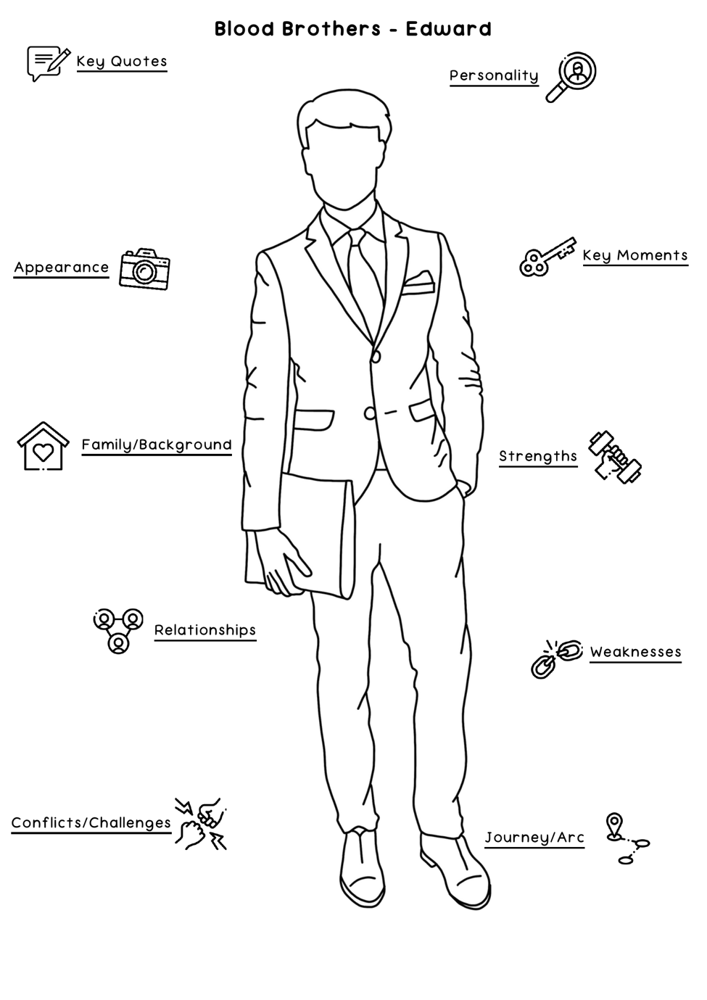 Blood Brothers - Edward
Key Quotes
Personality
Appearance
Key Moments
Family/Background
Strengths
Relationships
Weaknesses
Conflicts/Challenges
Journey/Arc